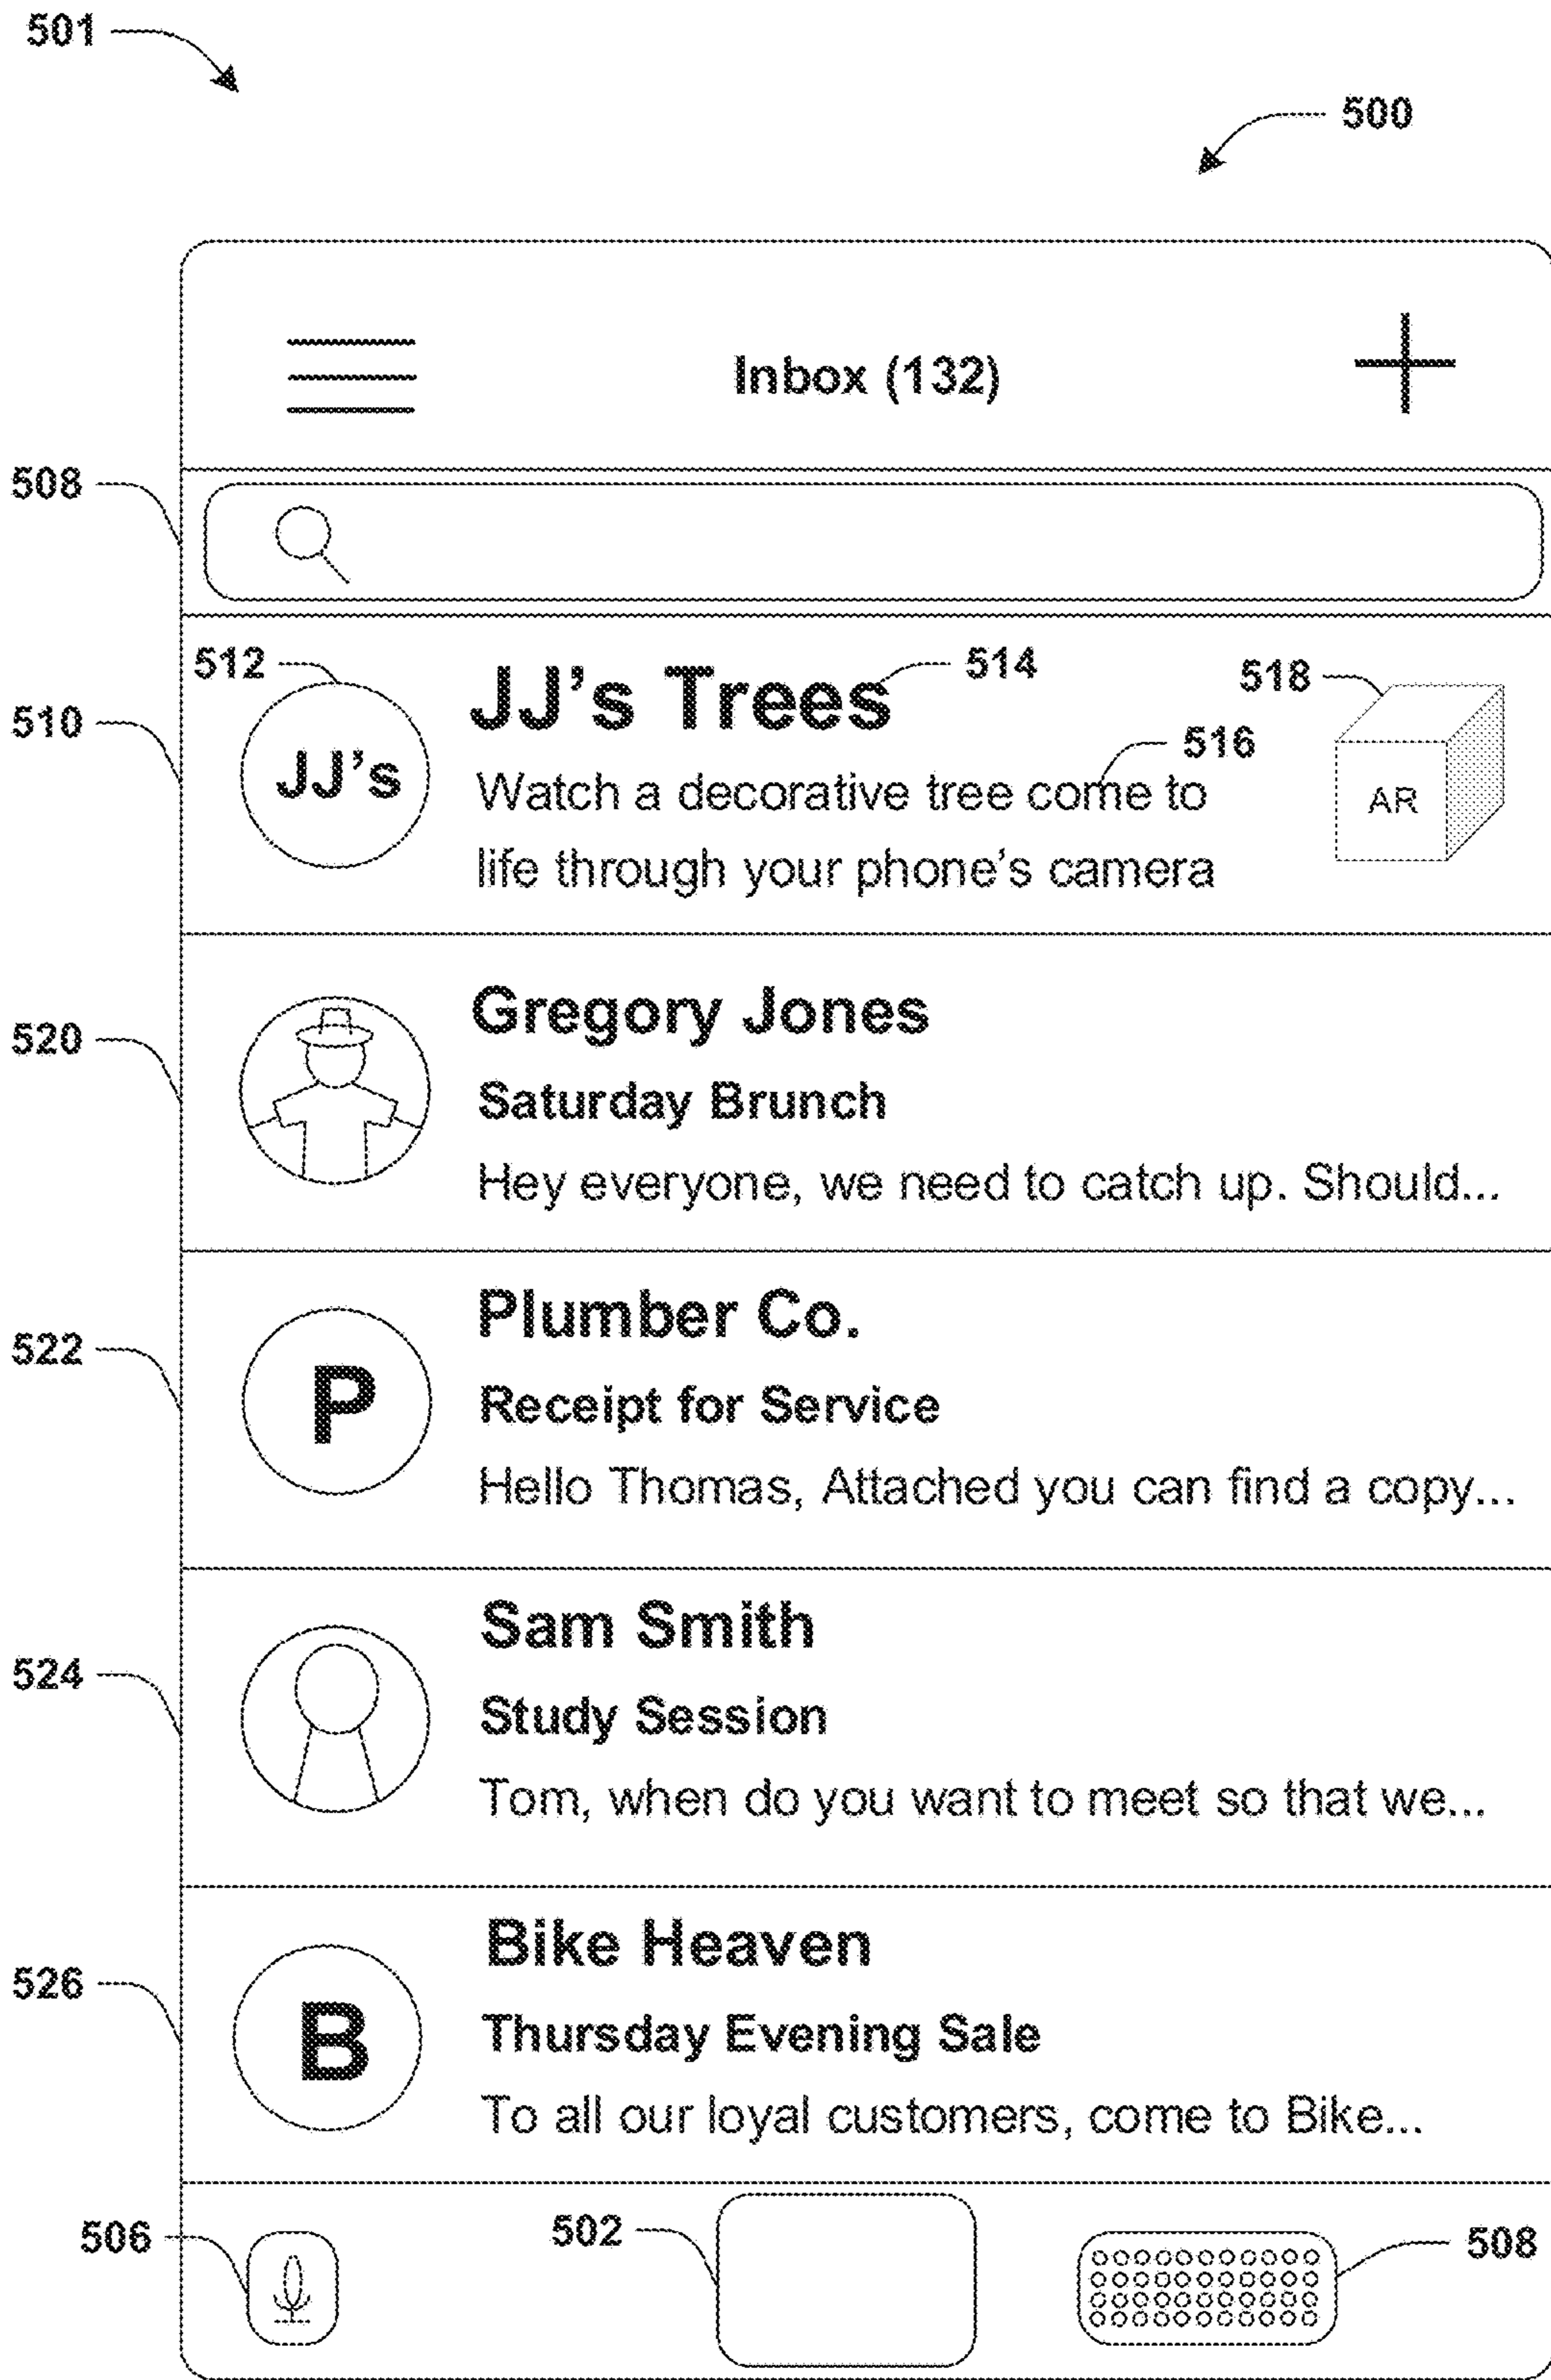 501
500
Inbox (132)
508
512
JJ's Trees
514
518
510
JJ's
516
Watch a decorative tree come to
AR
life through your phone's camera
520
Gregory Jones
Saturday Brunch
Hey everyone, we need to catch up. Should...
522
Plumber Co.
P
Receipt for Service
Hello Thomas, Attached you can find a copy...
524
Sam Smith
Study Session
Tom, when do you want to meet so that we...
526
Bike Heaven
B
Thursday Evening Sale
To all our loyal customers, come to Bike...
506
502
508